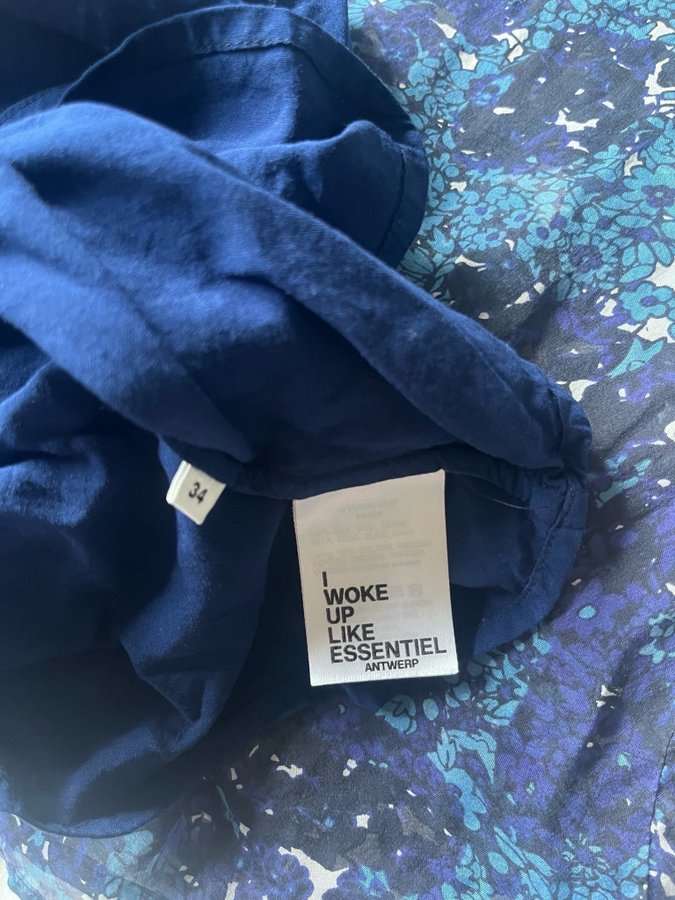 34
I
WOKE
UP
LIKE
ESSENTIEL
ANTWERP